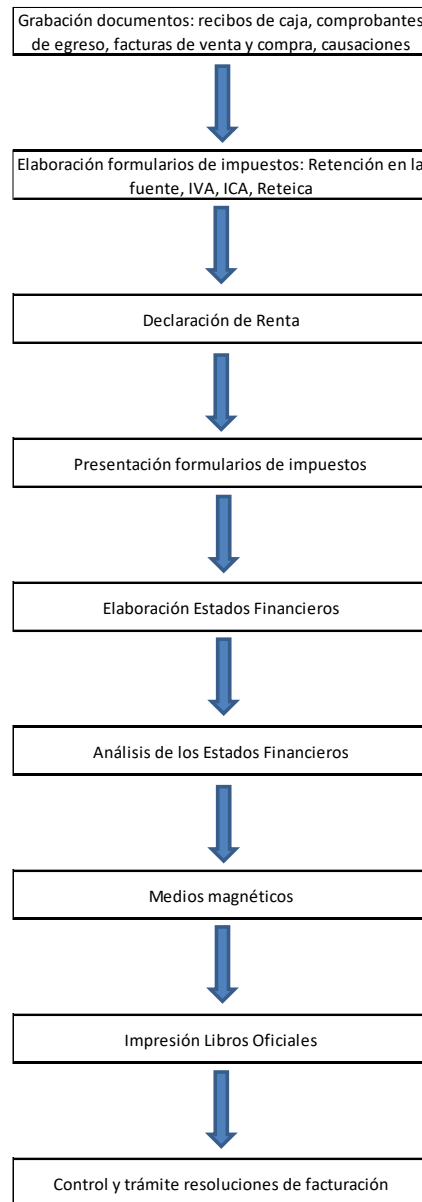 Grabación documentos: recibos de caja, comprobantes
de egreso, facturas de venta y compra, causaciones
Elaboración formularios de impuestos: Retención en la
fuente, IVA, ICA, Reteica
Declaración de Renta
Presentación formularios de impuestos
Elaboración Estados Financieros
Análisis de los Estados Financieros
Medios magnéticos
Impresión Libros Oficiales
Control y trámite resoluciones de facturación